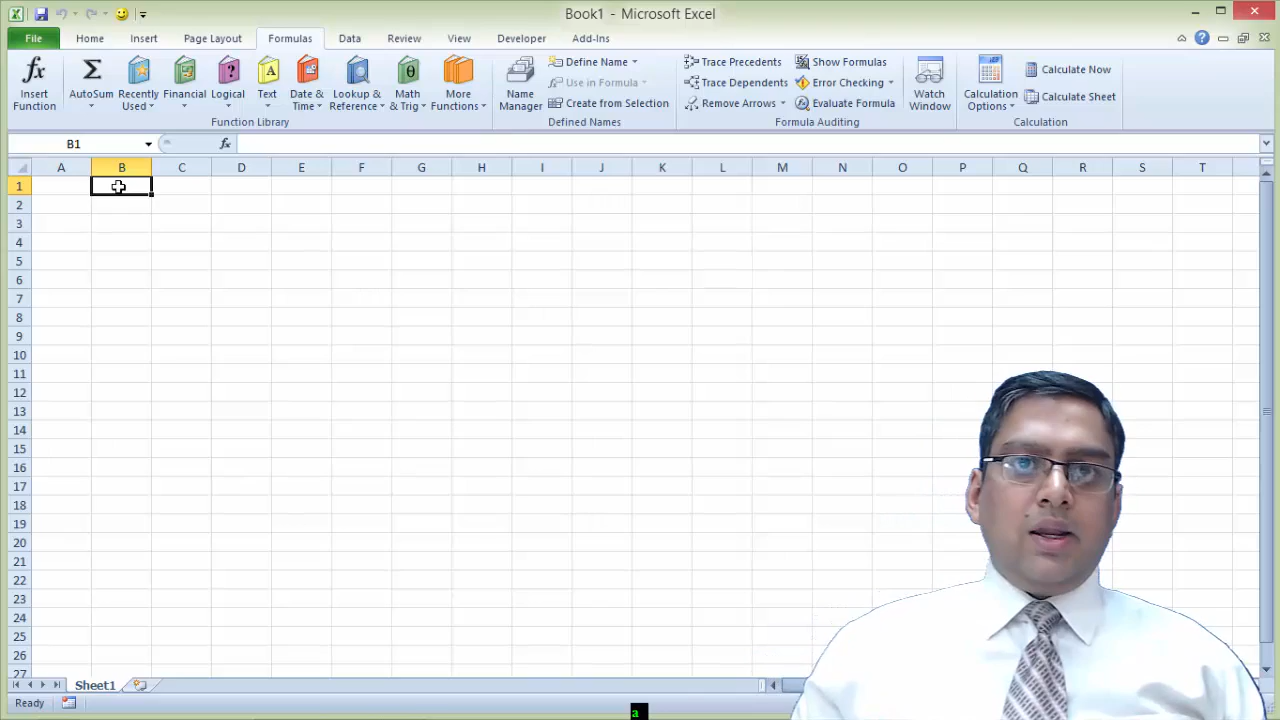 Book1 - Microsoft Excel
File Home Insert Page Layout Formulas Data Review View Developer Add-Ins
Insert Function
AutoSum
Recently Used
Financial
Logical
Text
Date & Time
Lookup & Reference
Math & Trig
More Functions
Function Library
Name Manager
Define Name
Use in Formula
Create from Selection
Defined Names
Trace Precedents
Trace Dependents
Remove Arrows
Show Formulas
Error Checking
Evaluate Formula
Formula Auditing
Watch Window
Calculation Options
Calculate Now
Calculate Sheet
Calculation
B1
fx
A B C D E F G H I J K L M N O P Q R S T
1
2
3
4
5
6
7
8
9
10
11
12
13
14
15
16
17
18
19
20
21
22
23
24
25
26
27
Sheet1
Ready
a